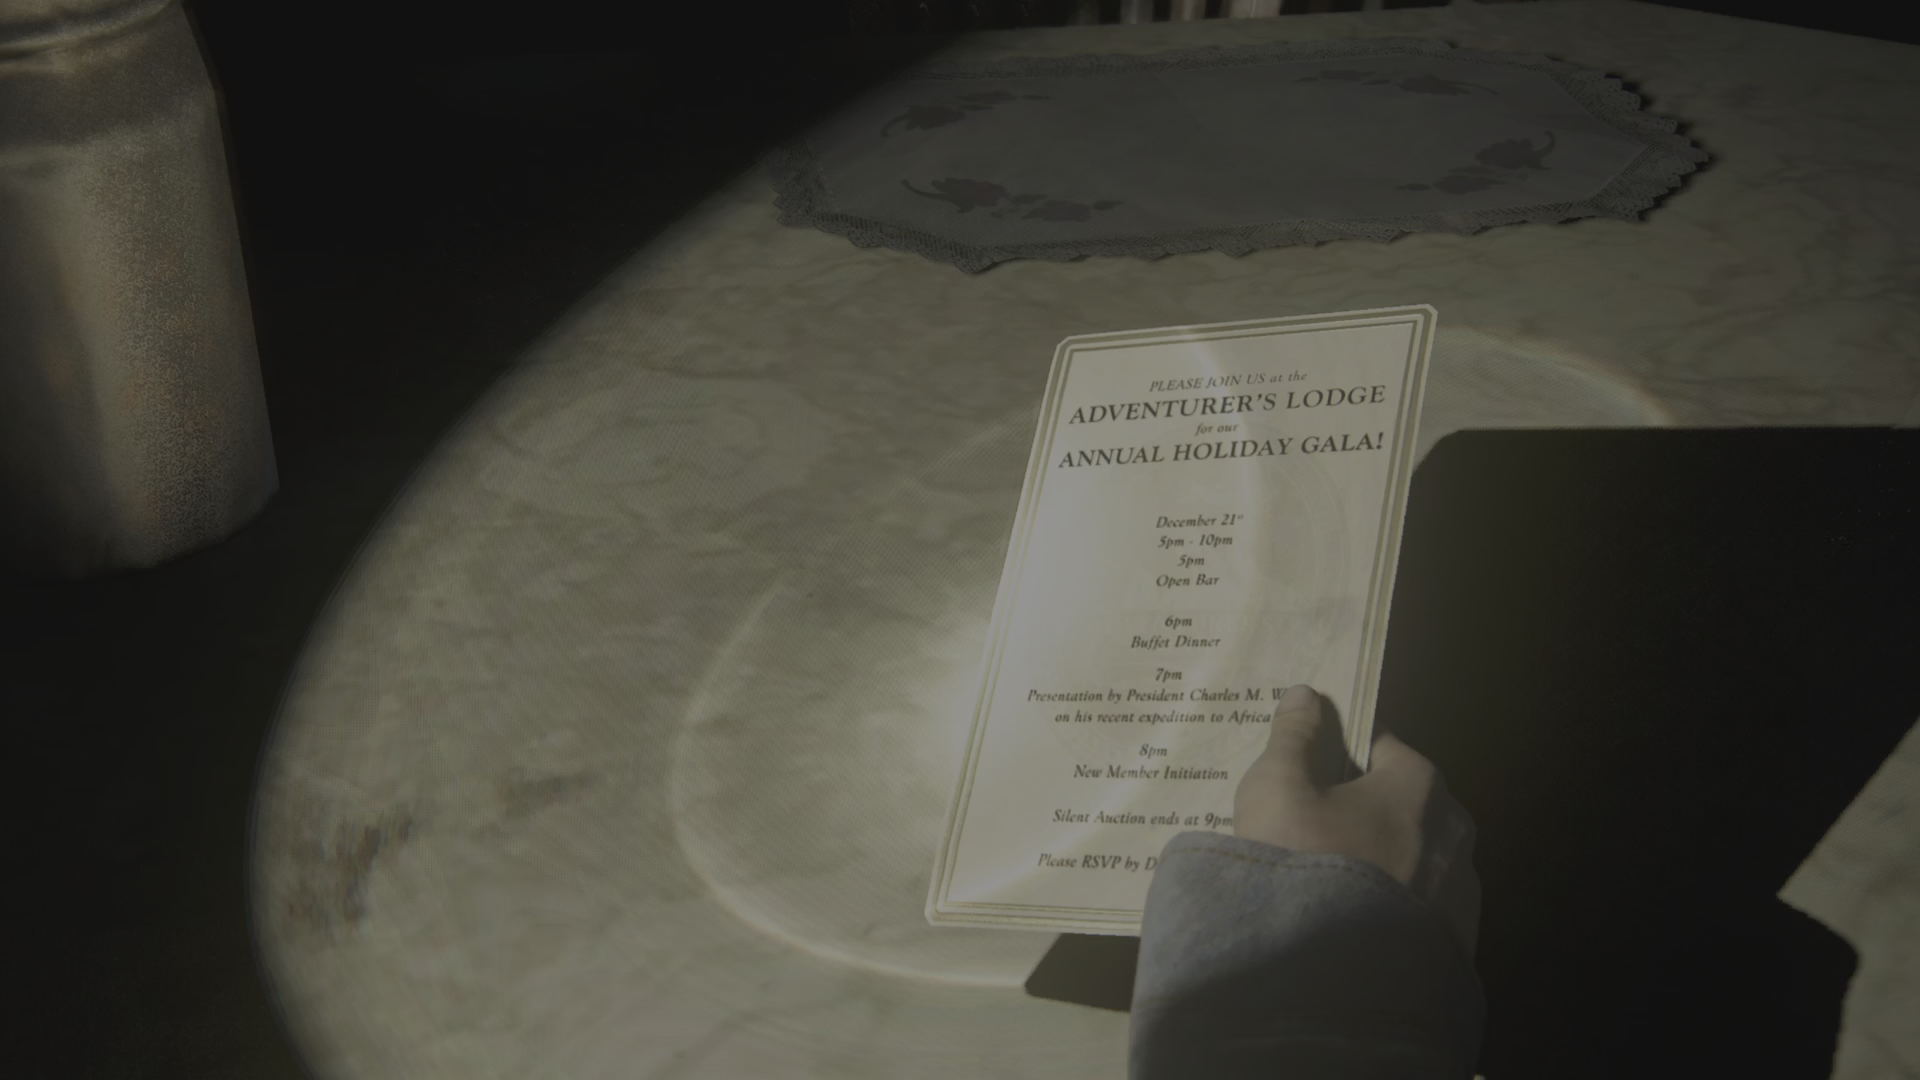 PLEASE JOIN US at the
ADVENTURER'S LODGE
for our
ANNUAL HOLIDAY GALA!
December 21st
5pm - 10pm
5pm
Open Bar
6pm
Buffet Dinner
7pm
Presentation by President Charles M.
on his recent expedition to Africa
8pm
New Member Initiation
Silent Auction ends at 9pm
Please RSVP by